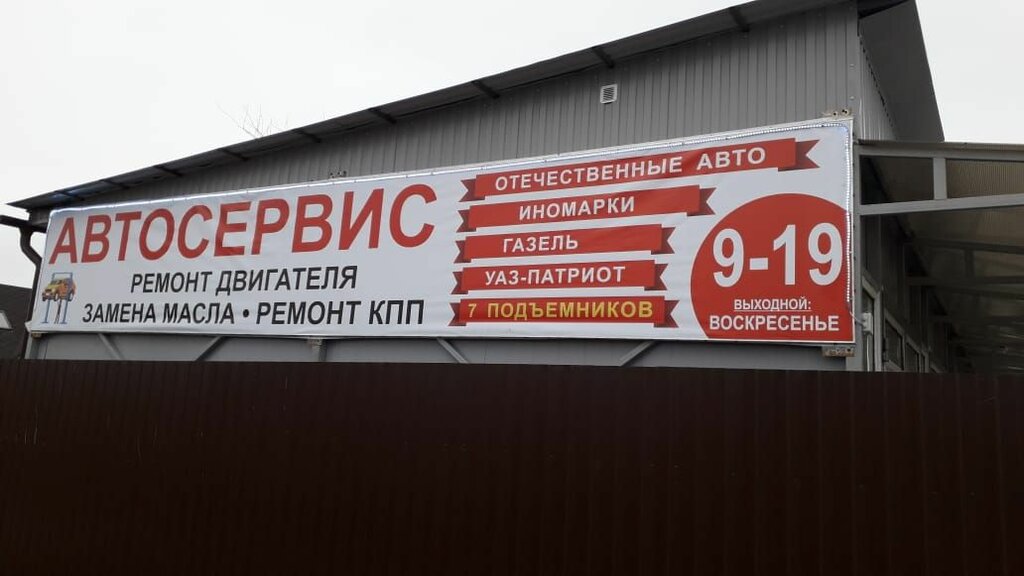 АВТОСЕРВИС
РЕМОНТ ДВИГАТЕЛЯ
ЗАМЕНА МАСЛА • РЕМОНТ КПП
ОТЕЧЕСТВЕННЫЕ АВТО
ИНОМАРКИ
ГАЗЕЛЬ
УАЗ-ПАТРИОТ
7 ПОДЪЕМНИКОВ
9-19
ВЫХОДНОЙ:
ВОСКРЕСЕНЬЕ